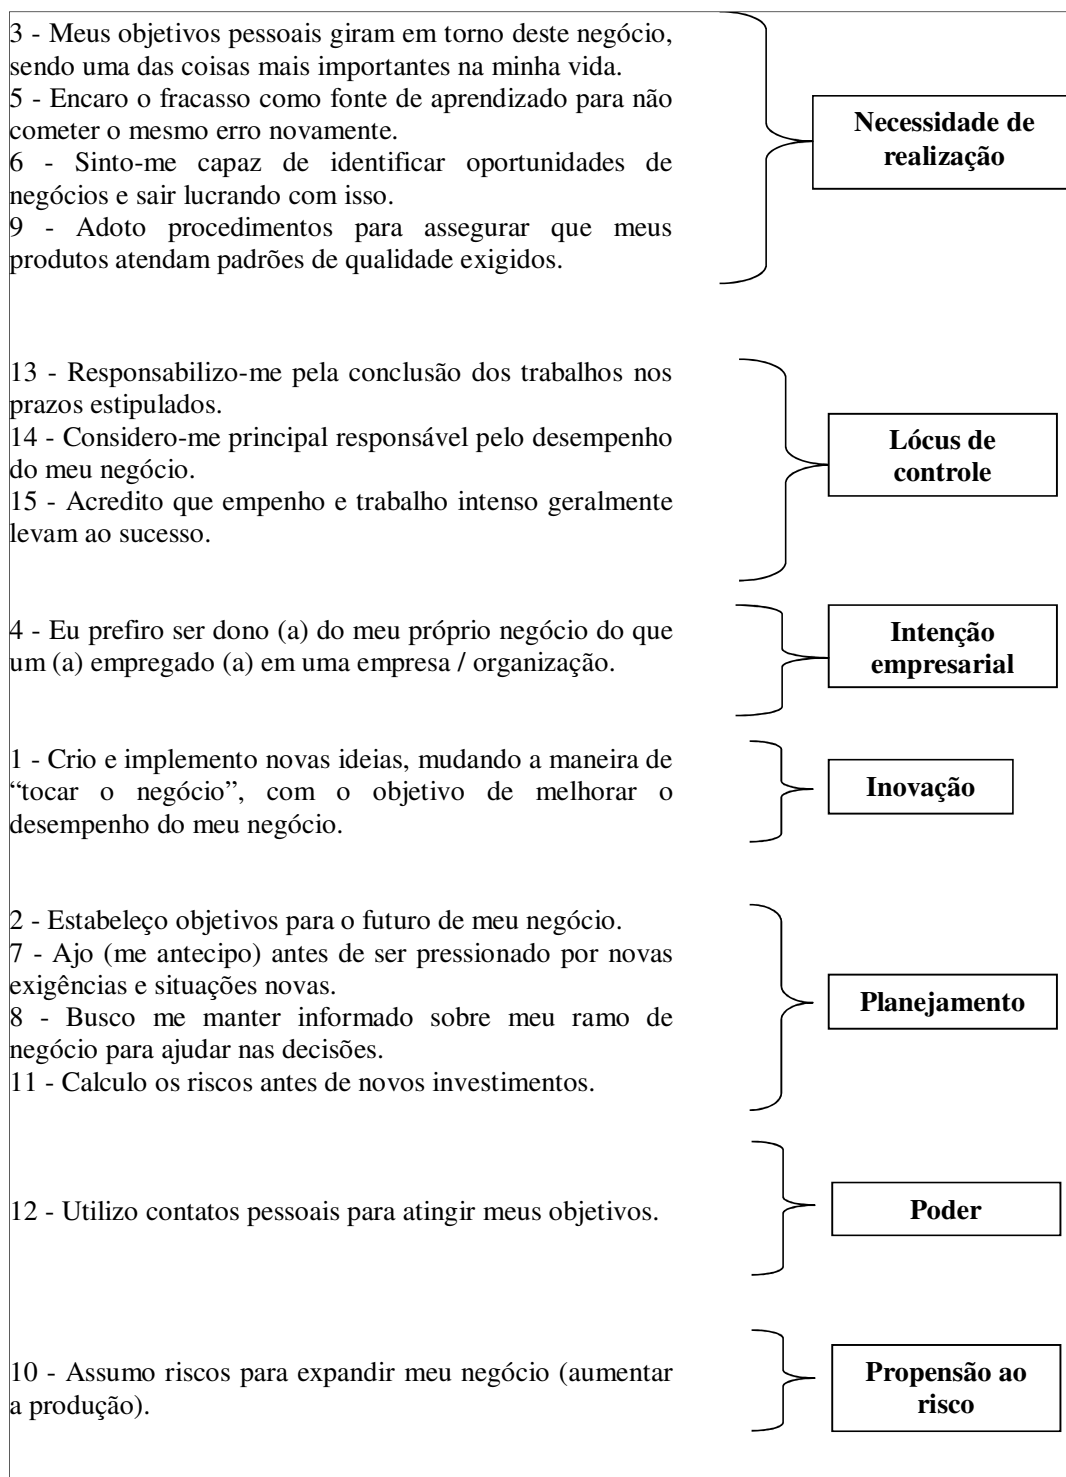 3 - Meus objetivos pessoais giram em torno deste negócio,
sendo uma das coisas mais importantes na minha vida.
5 - Encaro o fracasso como fonte de aprendizado para não
cometer o mesmo erro novamente.
6 - Sinto-me capaz de identificar oportunidades de
negócios e sair lucrando com isso.
9 - Adoto procedimentos para assegurar que meus
produtos atendam padrões de qualidade exigidos.
Necessidade de
realização
13 - Responsabilizo-me pela conclusão dos trabalhos nos
prazos estipulados.
14 - Considero-me principal responsável pelo desempenho
do meu negócio.
15 - Acredito que empenho e trabalho intenso geralmente
levam ao sucesso.
Lócus de
controle
4 - Eu prefiro ser dono (a) do meu próprio negócio do que
um (a) empregado (a) em uma empresa / organização.
Intenção
empresarial
1 - Crio e implemento novas ideias, mudando a maneira de
“tocar o negócio”, com o objetivo de melhorar o
desempenho do meu negócio.
Inovação
2 - Estabeleço objetivos para o futuro de meu negócio.
7 - Ajo (me antecipo) antes de ser pressionado por novas
exigências e situações novas.
8 - Busco me manter informado sobre meu ramo de
negócio para ajudar nas decisões.
11 - Calculo os riscos antes de novos investimentos.
Planejamento
12 - Utilizo contatos pessoais para atingir meus objetivos.
Poder
10 - Assumo riscos para expandir meu negócio (aumentar
a produção).
Propensão ao
risco